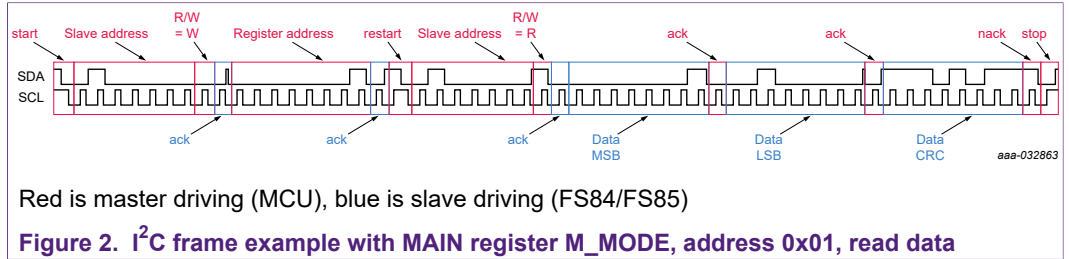 R/W R/W
start Slave address = W Register address restart Slave address = R ack ack nack stop
SDA
SCL
ack ack ack Data Data Data
MSB LSB CRC aaa-032863
Red is master driving (MCU), blue is slave driving (FS84/FS85)
Figure 2. I²C frame example with MAIN register M_MODE, address 0x01, read data